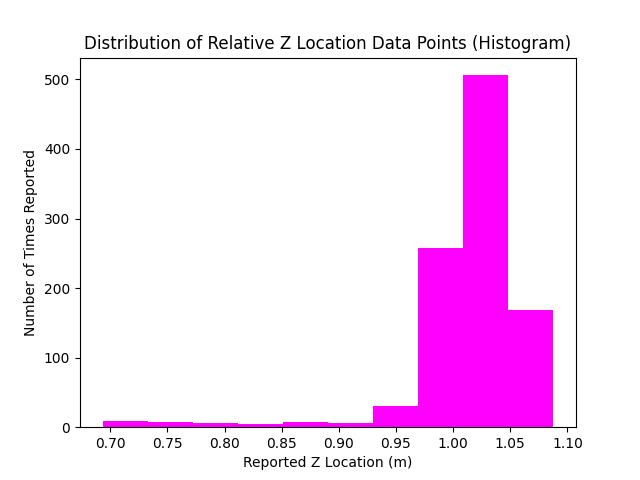 Distribution of Relative Z Location Data Points (Histogram)
Number of Times Reported
500
400
300
200
100
0
0.70 0.75 0.80 0.85 0.90 0.95 1.00 1.05 1.10
Reported Z Location (m)